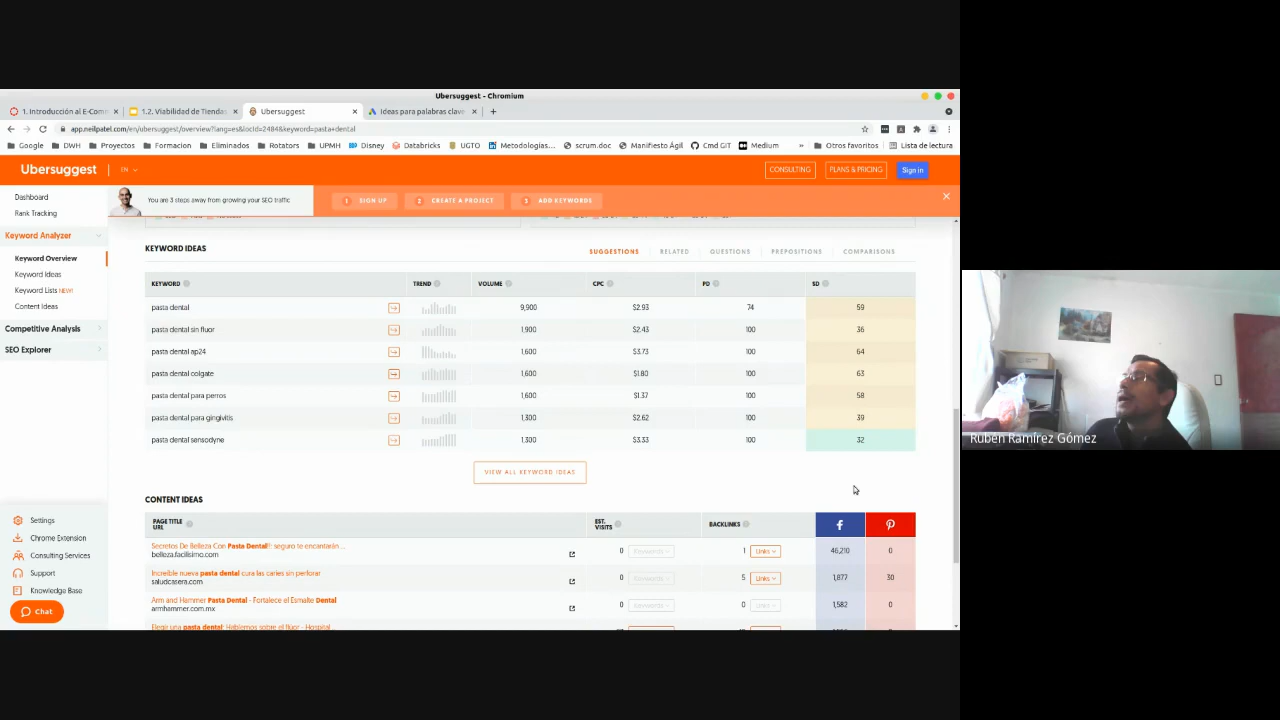 Ubersuggest - Chromium
1. Introducción al E-Com
1.2. Viabilidad de Tiendas
Ubersuggest
Ideas para palabras clave
app.neilpatel.com/en/ubersuggest/overview?lang=es&locId=2484&keyword=pasta+dental
Google DWH Proyectos Formacion Eliminados Rotators UPMH Disney Databricks UGTO Metodologías... scrum.doc Manifiesto Ágil Cmd GIT Medium » Otros favoritos Lista de lectura
Ubersuggest EN CONSULTING PLANS & PRICING Sign in
You are 3 steps away from growing your SEO traffic 1 SIGN UP 2 CREATE A PROJECT 3 ADD KEYWORDS
Dashboard
Rank Tracking
Keyword Analyzer
Keyword Overview
Keyword Ideas
Keyword Lists NEW!
Content Ideas
Competitive Analysis
SEO Explorer
Settings
Chrome Extension
Consulting Services
Support
Knowledge Base
Chat
KEYWORD IDEAS SUGGESTIONS RELATED QUESTIONS PREPOSITIONS COMPARISONS
KEYWORD TREND VOLUME CPC PD SD
pasta dental 9,900 $2.93 74 59
pasta dental sin fluor 1,900 $2.43 100 36
pasta dental ap24 1,600 $3.73 100 64
pasta dental colgate 1,600 $1.80 100 63
pasta dental para perros 1,600 $1.37 100 58
pasta dental para gingivitis 1,300 $2.62 100 39
pasta dental sensodyne 1,300 $3.33 100 32
VIEW ALL KEYWORD IDEAS
CONTENT IDEAS
PAGE TITLE
URL
EST.
VISITS
BACKLINKS
Secretos De Belleza Con Pasta Dental!: seguro te encantarán ...
belleza.facilisimo.com
0 Keywords 1 Links 46,210 0
Increíble nueva pasta dental cura las caries sin perforar
saludcasera.com
0 Keywords 5 Links 1,877 30
Arm and Hammer Pasta Dental - Fortalece el Esmalte Dental
armhammer.com.mx
0 Keywords 0 Links 1,582 0
Elegir una pasta dental: Hablemos sobre el flúor - Hospital...
Rubén Ramírez Gómez